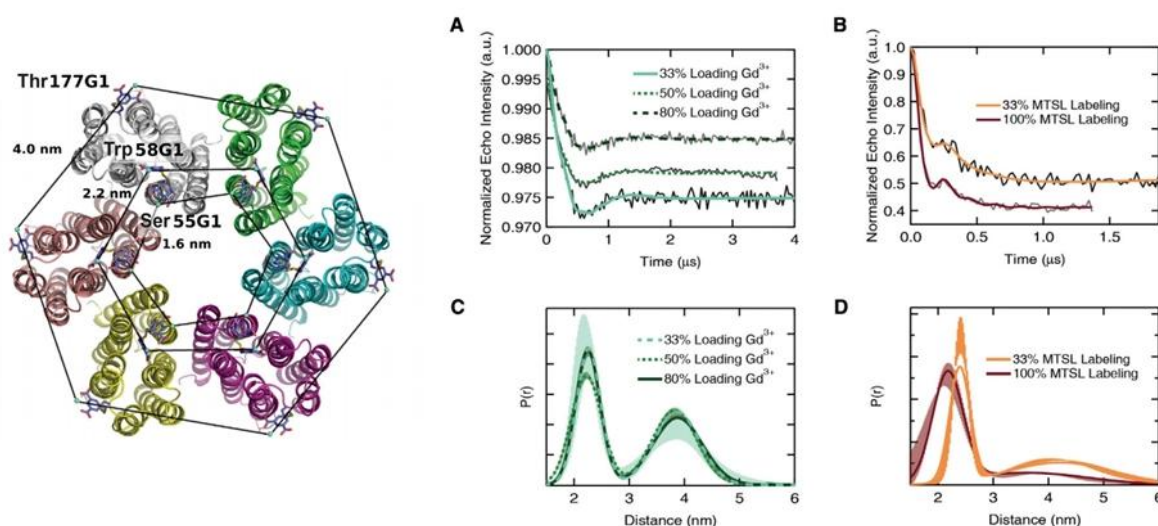 Thr177G1
4.0 nm
Trp58G1
2.2 nm
Ser55G1
1.6 nm
A
Normalized Echo Intensity (a.u.)
1.000
0.995
0.990
0.985
0.980
0.975
0.970
33% Loading Gd³⁺
50% Loading Gd³⁺
80% Loading Gd³⁺
0 1 2 3 4
Time (μs)
B
Normalized Echo Intensity (a.u.)
1.0
0.9
0.8
0.7
0.6
0.5
0.4
33% MTSL Labeling
100% MTSL Labeling
0.0 0.5 1.0 1.5
Time (μs)
C
P(r)
33% Loading Gd³⁺
50% Loading Gd³⁺
80% Loading Gd³⁺
2 3 4 5 6
Distance (nm)
D
P(r)
33% MTSL Labeling
100% MTSL Labeling
2 3 4 5 6
Distance (nm)